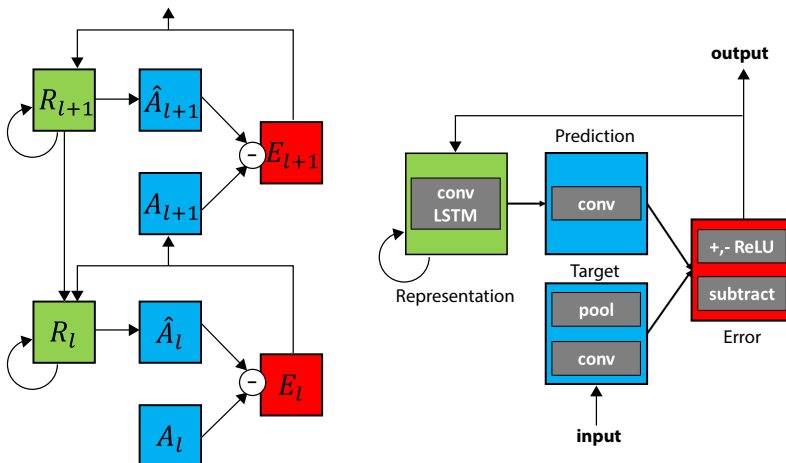 R_{l+1}
Â_{l+1}
-
E_{l+1}
A_{l+1}
R_l
Â_l
-
E_l
A_l
output
Prediction
conv
LSTM
conv
+,- ReLU
subtract
Representation
Target
pool
conv
Error
input